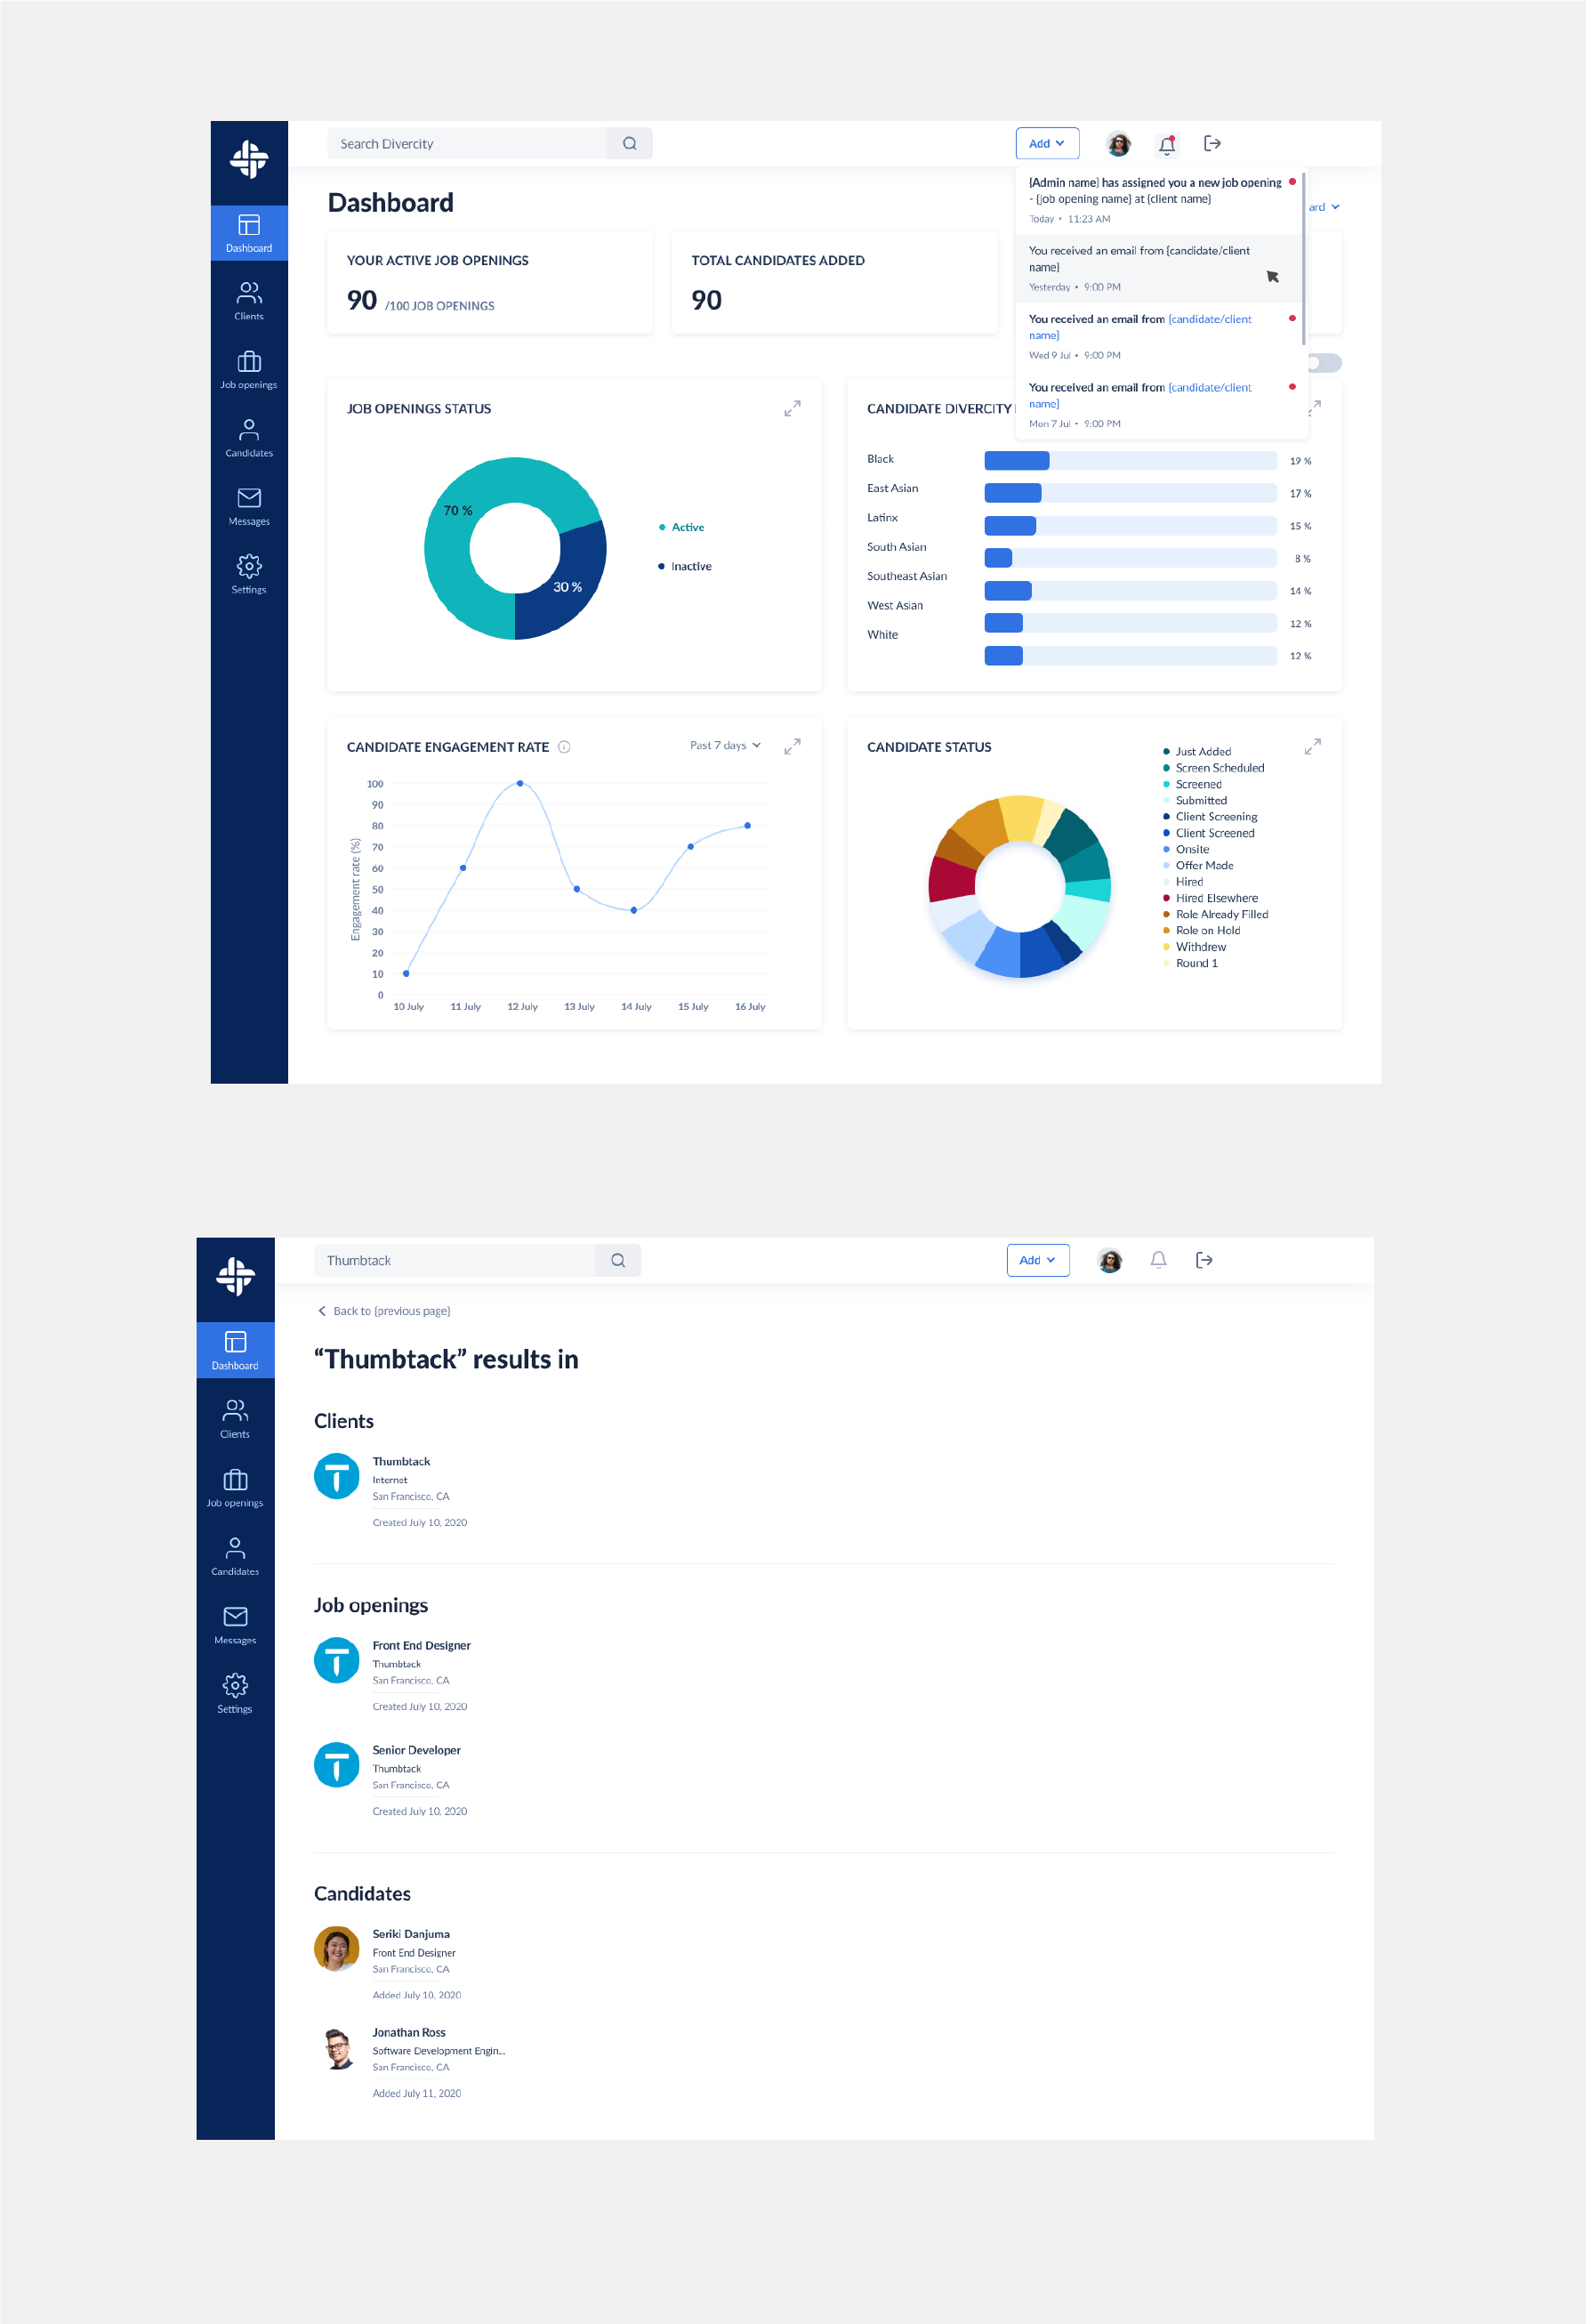 Search Divercity
Add
Dashboard
Clients
Job openings
Candidates
Messages
Settings
Dashboard
ard
{Admin name} has assigned you a new job opening
- {job opening name} at {client name}
Today • 11:23 AM
You received an email from {candidate/client
name}
Yesterday • 9:00 PM
You received an email from {candidate/client
name}
Wed 9 Jul • 9:00 PM
You received an email from {candidate/client
name}
Mon 7 Jul • 9:00 PM
YOUR ACTIVE JOB OPENINGS
90 /100 JOB OPENINGS
TOTAL CANDIDATES ADDED
90
JOB OPENINGS STATUS
70 %
30 %
Active
Inactive
CANDIDATE DIVERCITY
Black
East Asian
Latinx
South Asian
Southeast Asian
West Asian
White
19 %
17 %
15 %
8 %
14 %
12 %
12 %
CANDIDATE ENGAGEMENT RATE
Past 7 days
Engagement rate (%)
100
90
80
70
60
50
40
30
20
10
0
10 July 11 July 12 July 13 July 14 July 15 July 16 July
CANDIDATE STATUS
Just Added
Screen Scheduled
Screened
Submitted
Client Screening
Client Screened
Onsite
Offer Made
Hired
Hired Elsewhere
Role Already Filled
Role on Hold
Withdrew
Round 1
Thumbtack
Add
Dashboard
Clients
Job openings
Candidates
Messages
Settings
Back to {previous page}
“Thumbtack” results in
Clients
Thumbtack
Internet
San Francisco, CA
Created July 10, 2020
Job openings
Front End Designer
Thumbtack
San Francisco, CA
Created July 10, 2020
Senior Developer
Thumbtack
San Francisco, CA
Created July 10, 2020
Candidates
Seriki Danjuma
Front End Designer
San Francisco, CA
Added July 10, 2020
Jonathan Ross
Software Development Engin...
San Francisco, CA
Added July 11, 2020